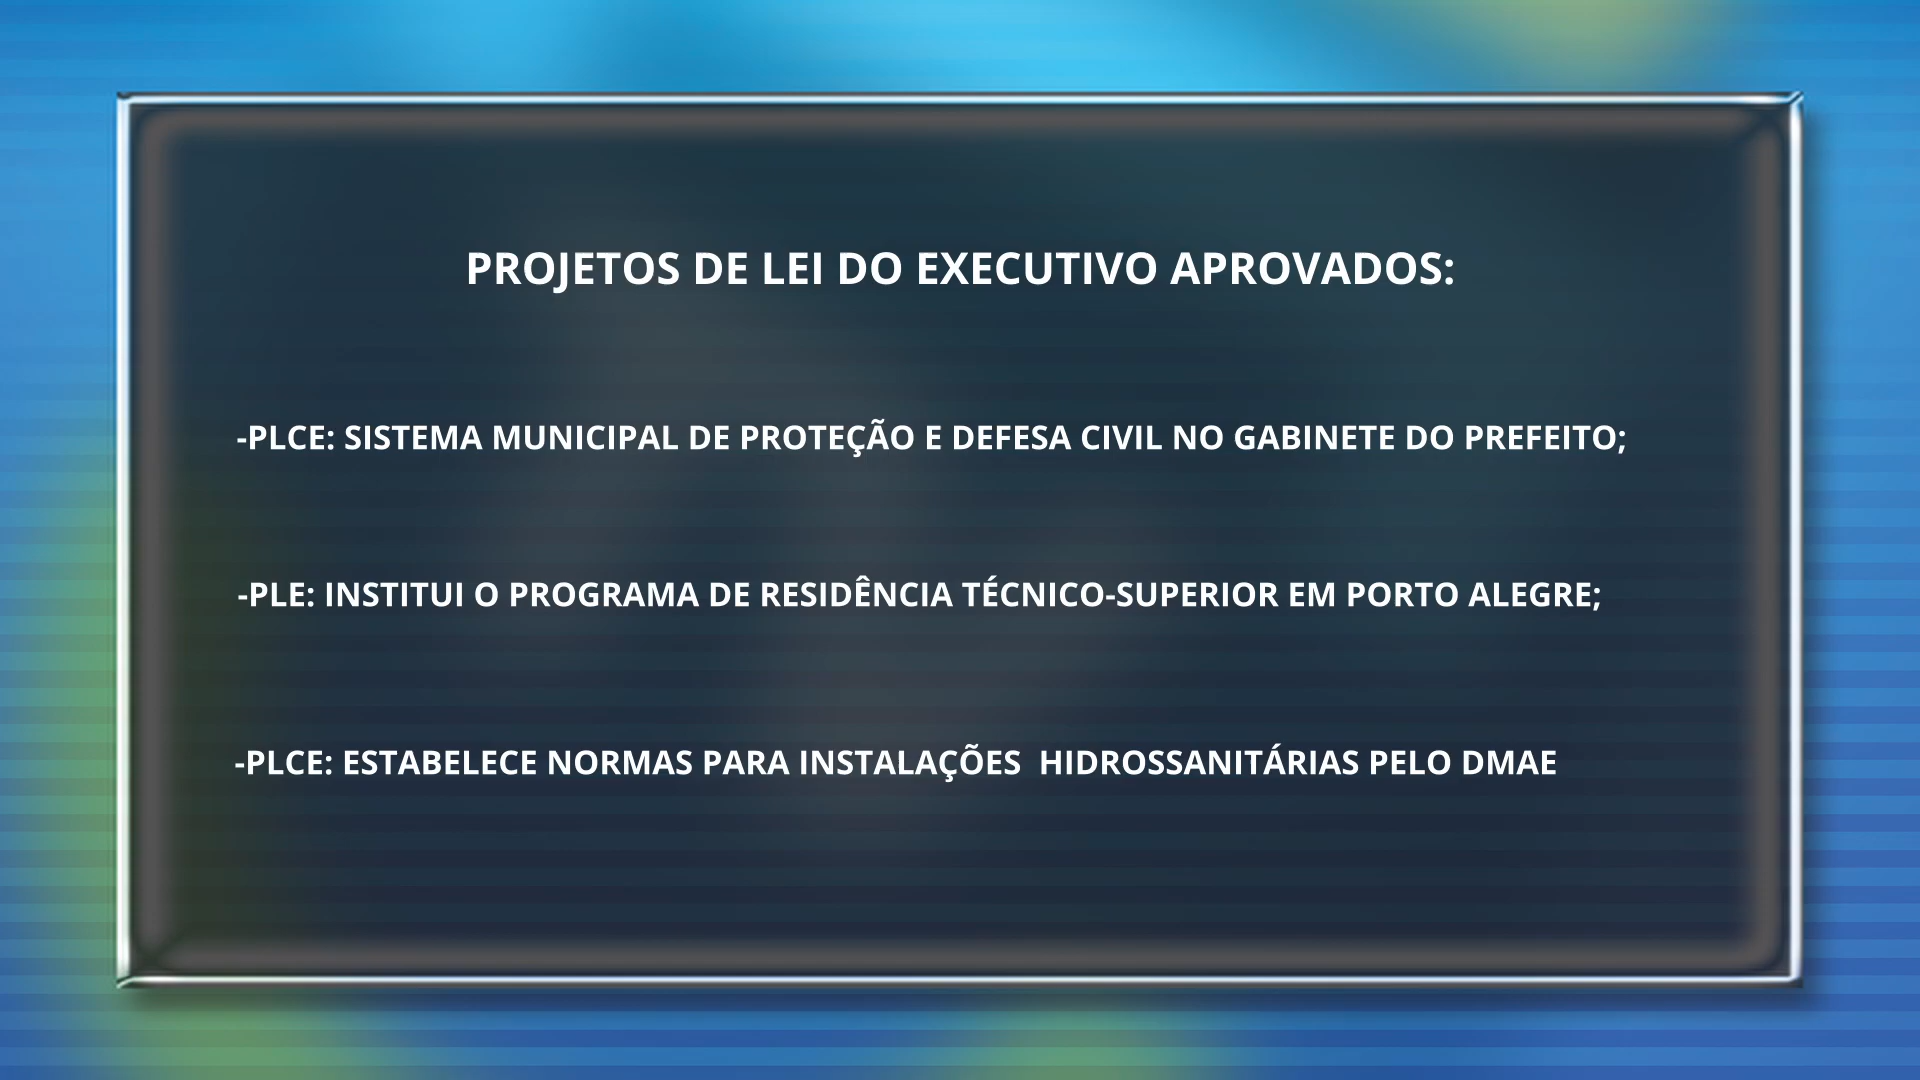 PROJETOS DE LEI DO EXECUTIVO APROVADOS:
-PLCE: SISTEMA MUNICIPAL DE PROTEÇÃO E DEFESA CIVIL NO GABINETE DO PREFEITO;
-PLE: INSTITUI O PROGRAMA DE RESIDÊNCIA TÉCNICO-SUPERIOR EM PORTO ALEGRE;
-PLCE: ESTABELECE NORMAS PARA INSTALAÇÕES  HIDROSSANITÁRIAS PELO DMAE